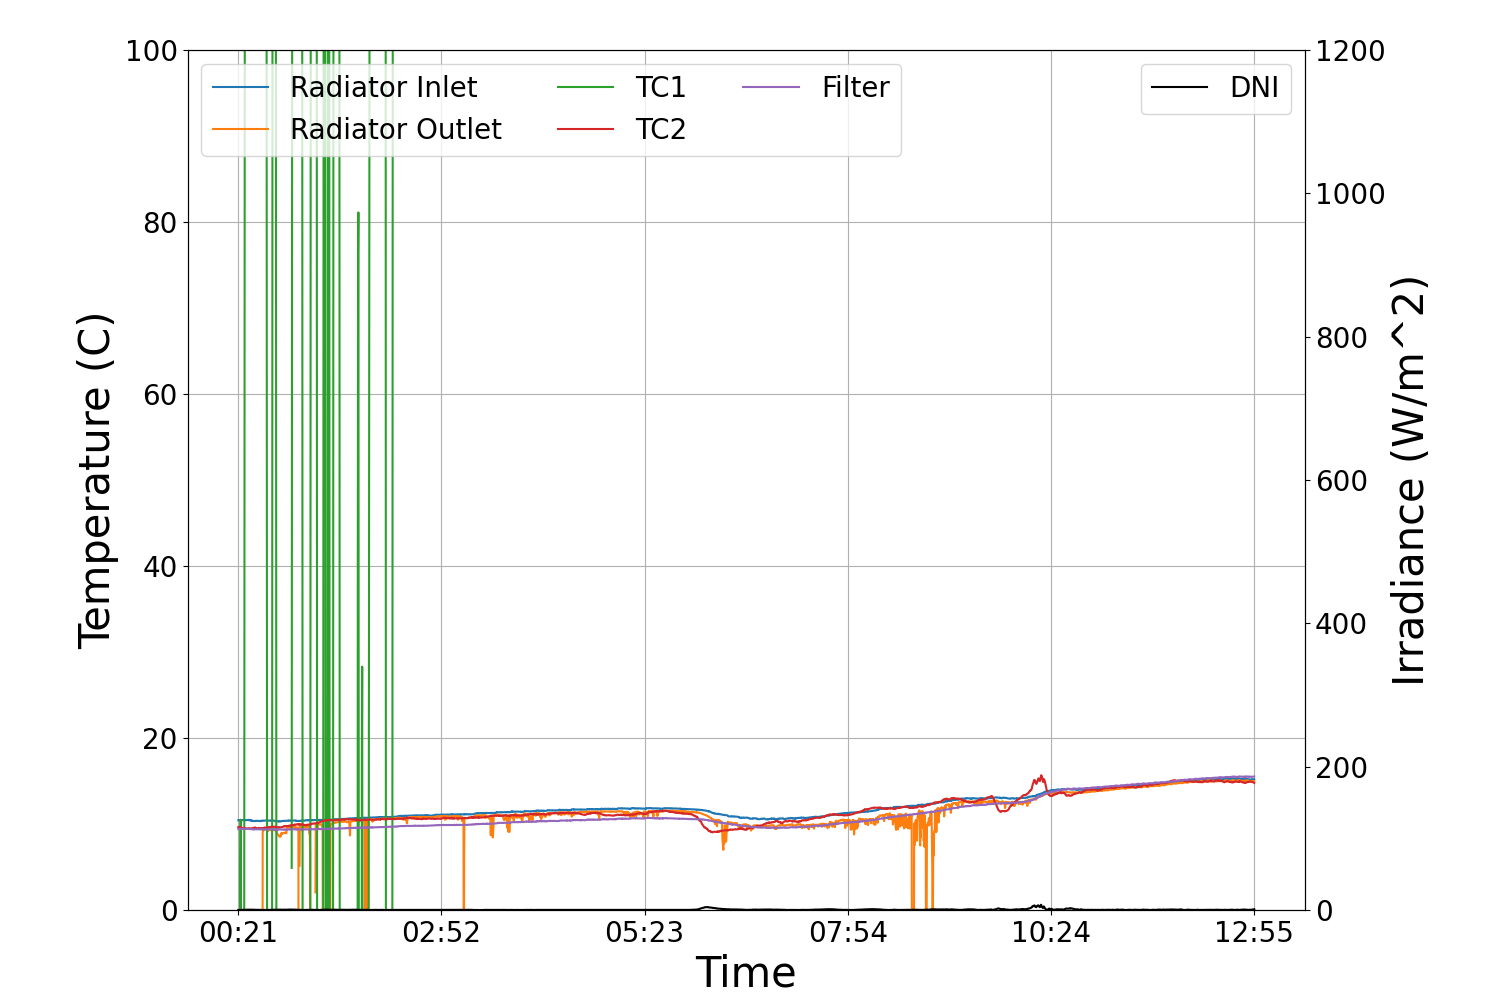 Radiator Inlet
Radiator Outlet
TC1
TC2
Filter
DNI
100
80
60
40
20
0
Temperature (C)
1200
1000
800
600
400
200
0
Irradiance (W/m^2)
00:21
02:52
05:23
07:54
10:24
12:55
Time